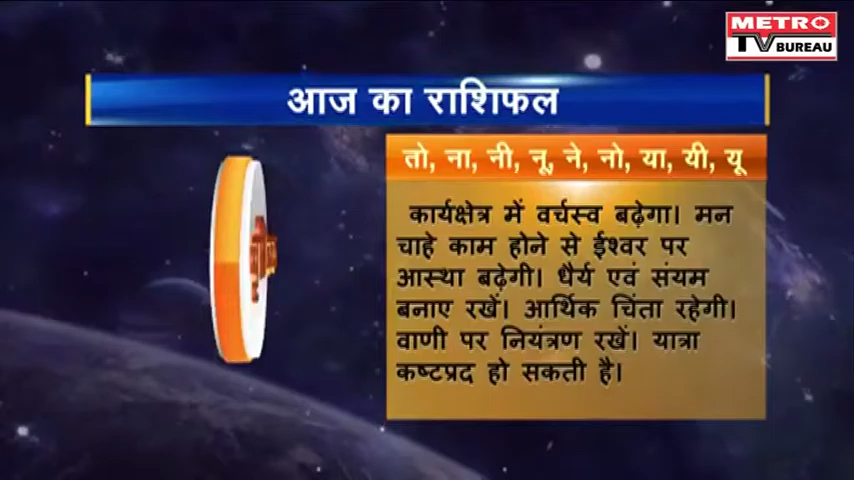 METRO
TV BUREAU
आज का राशिफल
तो, ना, नी, नू, ने, नो, या, यी, यू
कार्यक्षेत्र में वर्चस्व बढ़ेगा। मन
चाहे काम होने से ईश्वर पर
आस्था बढ़ेगी। धैर्य एवं संयम
बनाए रखें। आर्थिक चिंता रहेगी।
वाणी पर नियंत्रण रखें। यात्रा
कष्टप्रद हो सकती है।